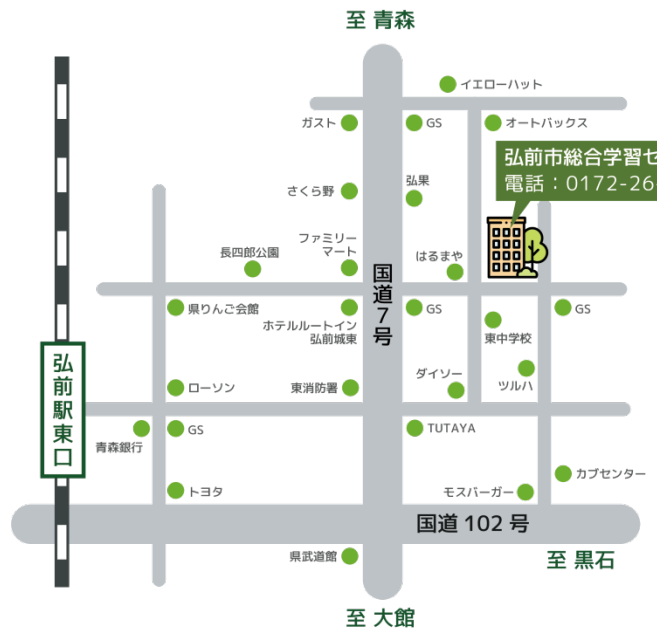 至 青森
イエローハット
ガスト
GS
オートバックス
弘前市総合学習セ
電話：0172-26
さくら野
弘果
長四郎公園
ファミリー
マート
はるまや
国道7号
県りんご会館
ホテルルートイン
弘前城東
GS
東中学校
GS
弘前駅東口
ローソン
東消防署
ダイソー
ツルハ
青森銀行
GS
TUTAYA
カブセンター
トヨタ
モスバーガー
国道 102 号
県武道館
至 黒石
至 大館